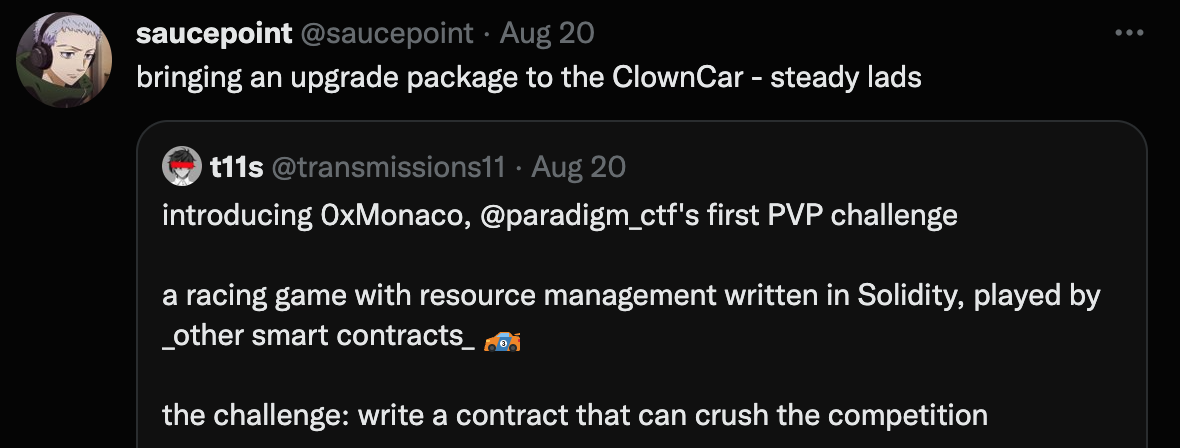 saucepoint @saucepoint · Aug 20
bringing an upgrade package to the ClownCar - steady lads
t11s @transmissions11 · Aug 20
introducing 0xMonaco, @paradigm_ctf's first PVP challenge
a racing game with resource management written in Solidity, played by
_other smart contracts_ 🏎️
the challenge: write a contract that can crush the competition